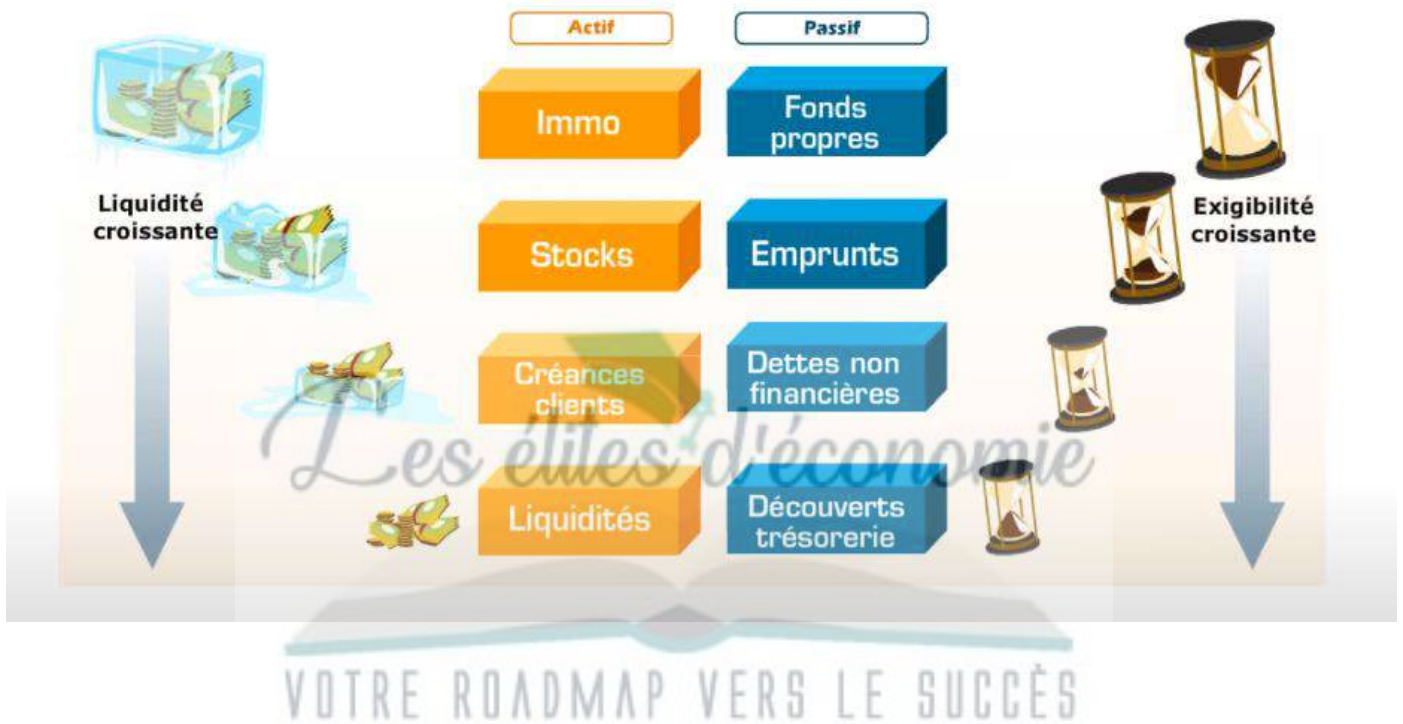 Actif
Passif
Immo
Fonds
propres
Liquidité
croissante
Exigibilité
croissante
Stocks
Emprunts
Créances
clients
Dettes non
financières
Les élites d'économie
Liquidités
Découverts
trésorerie
VOTRE ROADMAP VERS LE SUCCÈS